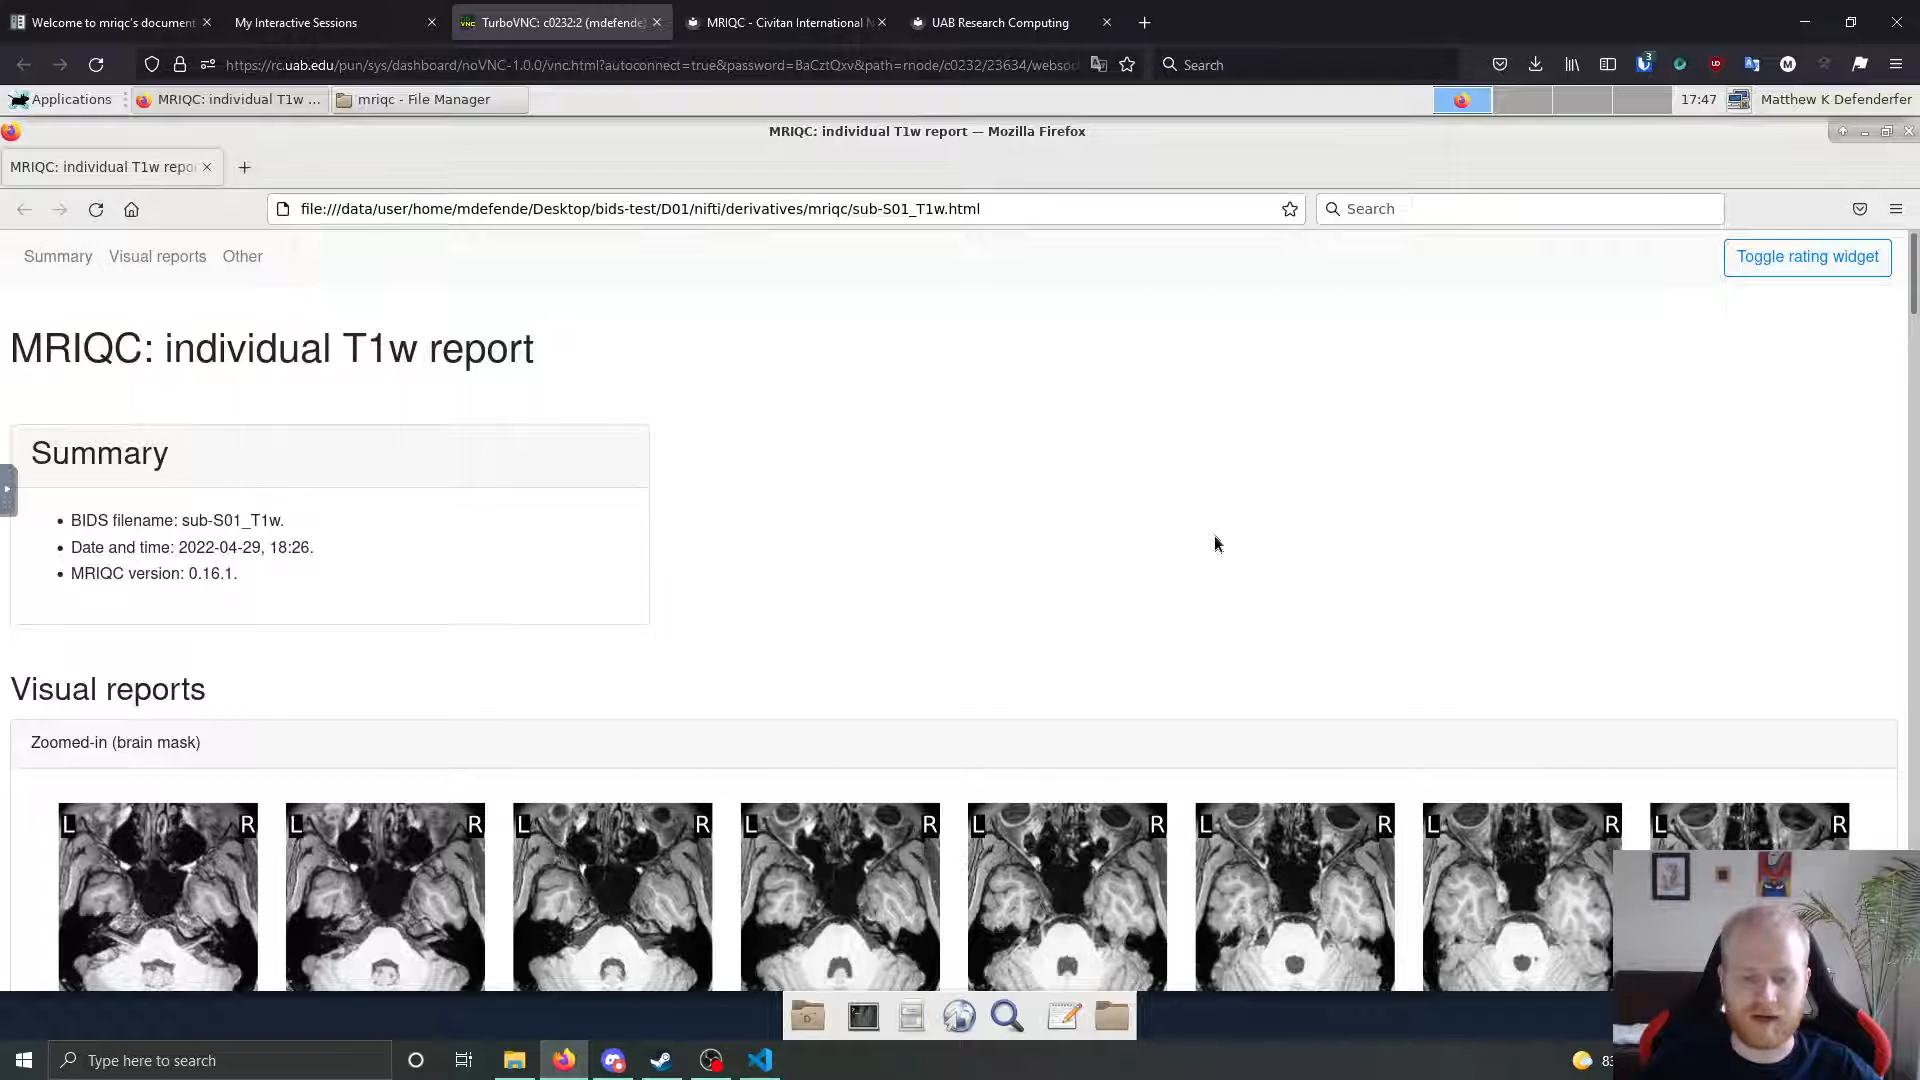 Welcome to mriqc's document
My Interactive Sessions
TurboVNC: c0232:2 (mdefende
MRIQC - Civitan International N
UAB Research Computing
https://rc.uab.edu/pun/sys/dashboard/noVNC-1.0.0/vnc.html?autoconnect=true&password=BaCztQxv&path=rnode/c0232/23634/websoc
Search
Applications
MRIQC: individual T1w ...
mriqc - File Manager
17:47
Matthew K Defenderfer
MRIQC: individual T1w report — Mozilla Firefox
MRIQC: individual T1w repo
file:///data/user/home/mdefende/Desktop/bids-test/D01/nifti/derivatives/mriqc/sub-S01_T1w.html
Search
Summary
Visual reports
Other
Toggle rating widget
MRIQC: individual T1w report
Summary
• BIDS filename: sub-S01_T1w.
• Date and time: 2022-04-29, 18:26.
• MRIQC version: 0.16.1.
Visual reports
Zoomed-in (brain mask)
L R L R L R L R L R L R L R L R
Type here to search